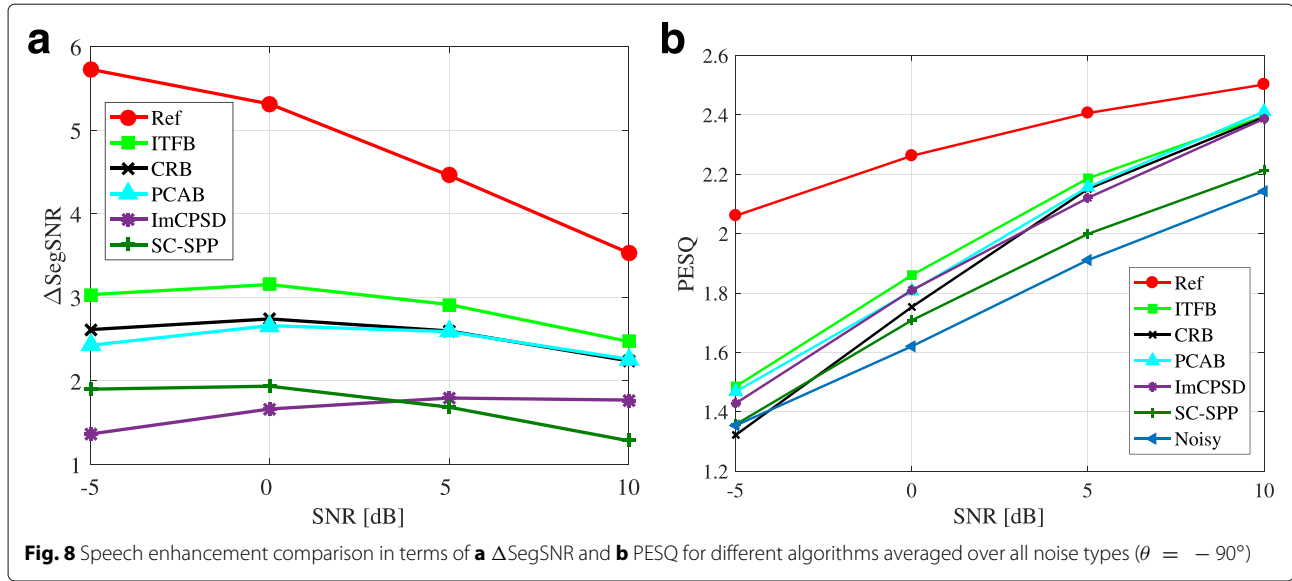 a
6
5
4
3
2
1
ΔSegSNR
-5
0
5
10
SNR [dB]
Ref
ITFB
CRB
PCAB
ImCPSD
SC-SPP
b
2.6
2.4
2.2
2
1.8
1.6
1.4
1.2
PESQ
-5
0
5
10
SNR [dB]
Ref
ITFB
CRB
PCAB
ImCPSD
SC-SPP
Noisy
Fig. 8 Speech enhancement comparison in terms of a ΔSegSNR and b PESQ for different algorithms averaged over all noise types (θ = − 90°)